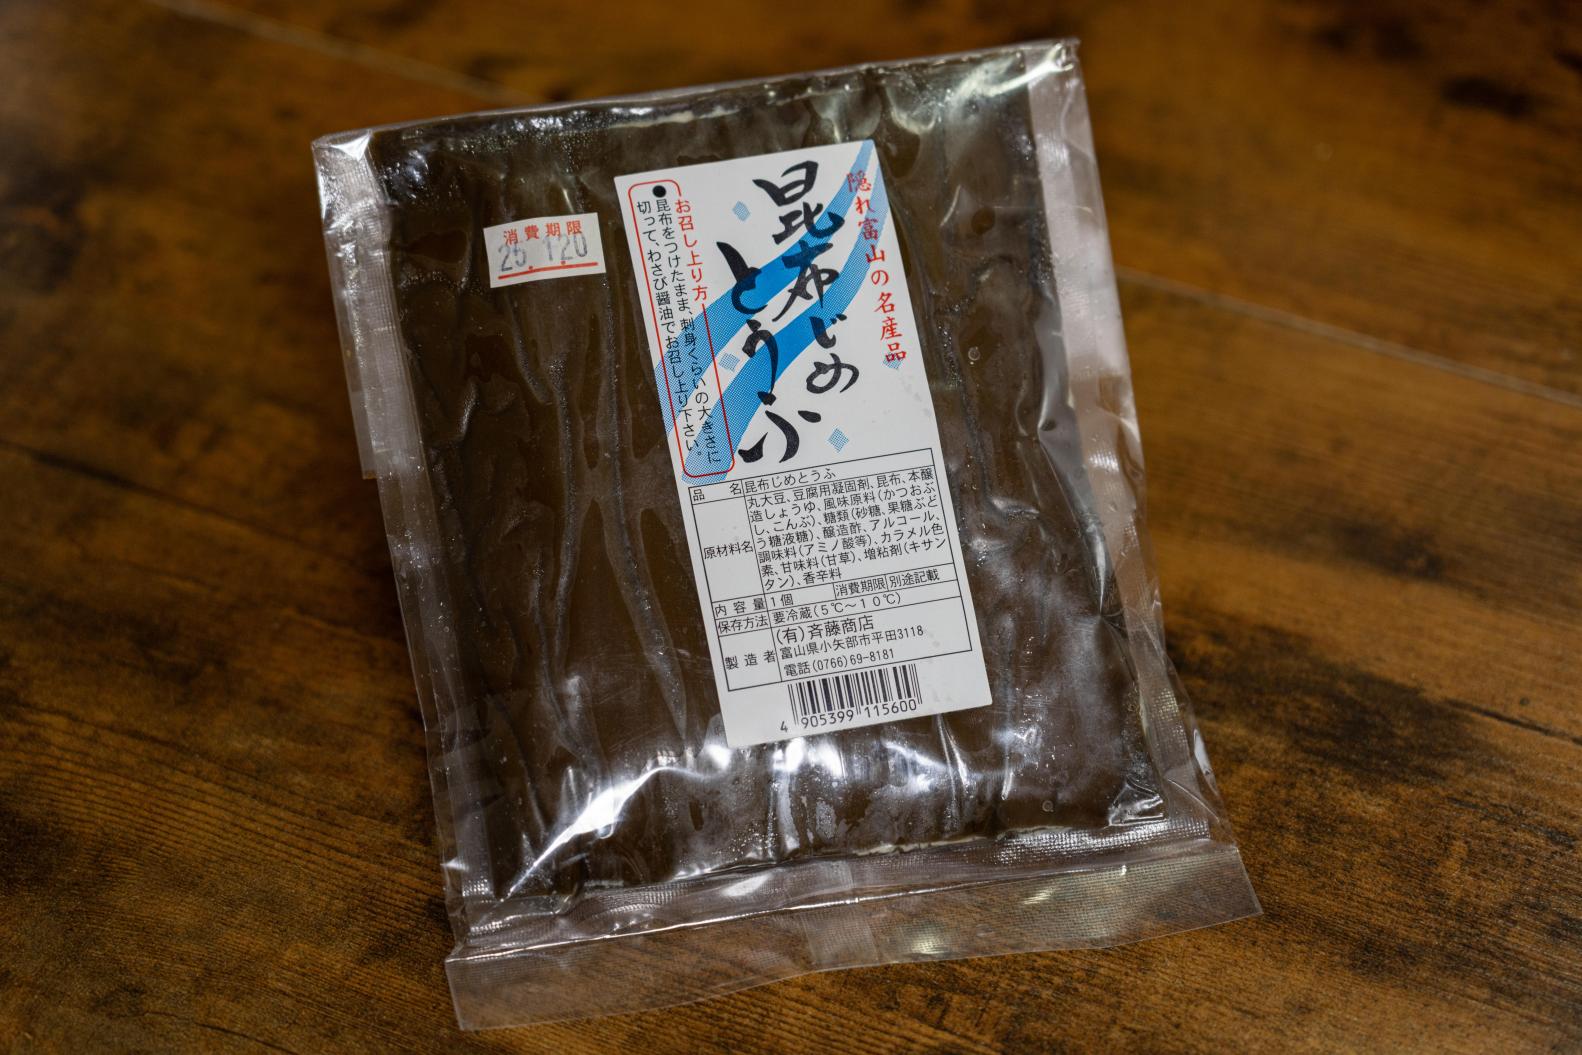 消費期限
25.1.20
隠れ富山の名産品
昆布じめ
とうふ
お召し上り方
●昆布をつけたまま、刺身くらいの大きさに
切って、わさび醤油でお召し上り下さい。
品名 昆布じめとうふ
原材料名 丸大豆、豆腐用凝固剤、昆布、本醸
造しょうゆ、風味原料(かつおぶ
し、こんぶ)、糖類(砂糖、果糖ぶど
う糖液糖)、醸造酢、アルコール、
調味料(アミノ酸等)、カラメル色
素、甘味料(甘草)、増粘剤(キサン
タン)、香辛料
内容量 1個 消費期限 別途記載
保存方法 要冷蔵(5℃〜10℃)
製造者 (有)斉藤商店
富山県小矢部市平田3118
電話(0766)69-8181
4 905399 115600